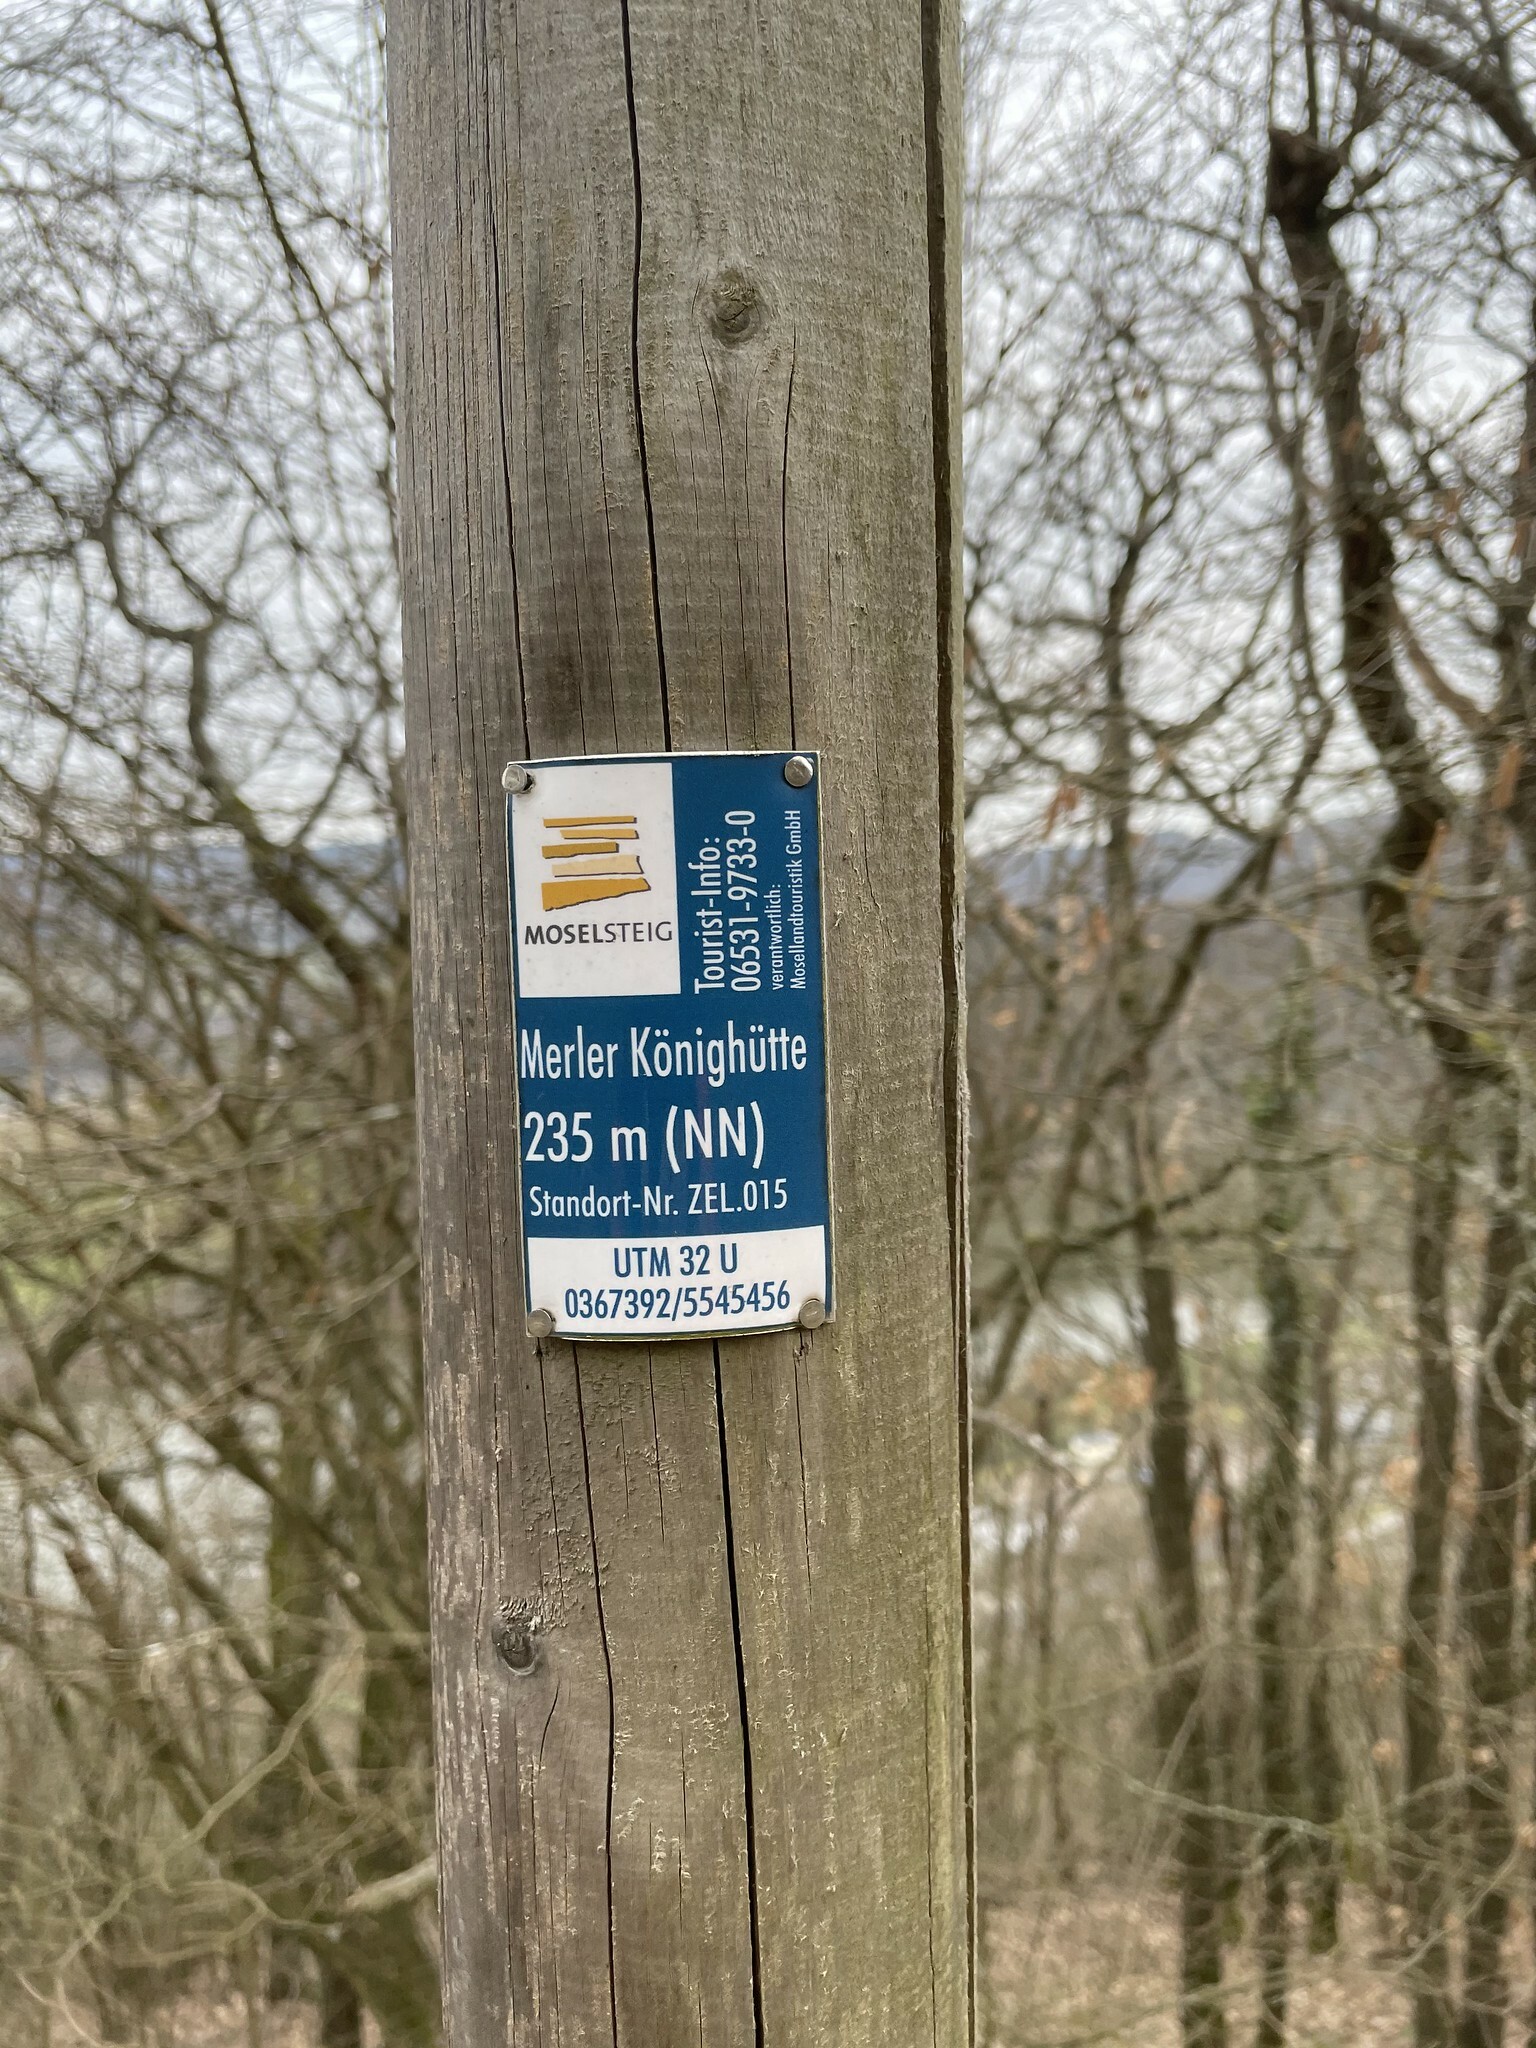 MOSELSTEIG
Tourist-Info:
06531-9733-0
verantwortlich:
Mosellandtouristik GmbH
Merler Könighütte
235 m (NN)
Standort-Nr. ZEL.015
UTM 32 U
0367392/5545456